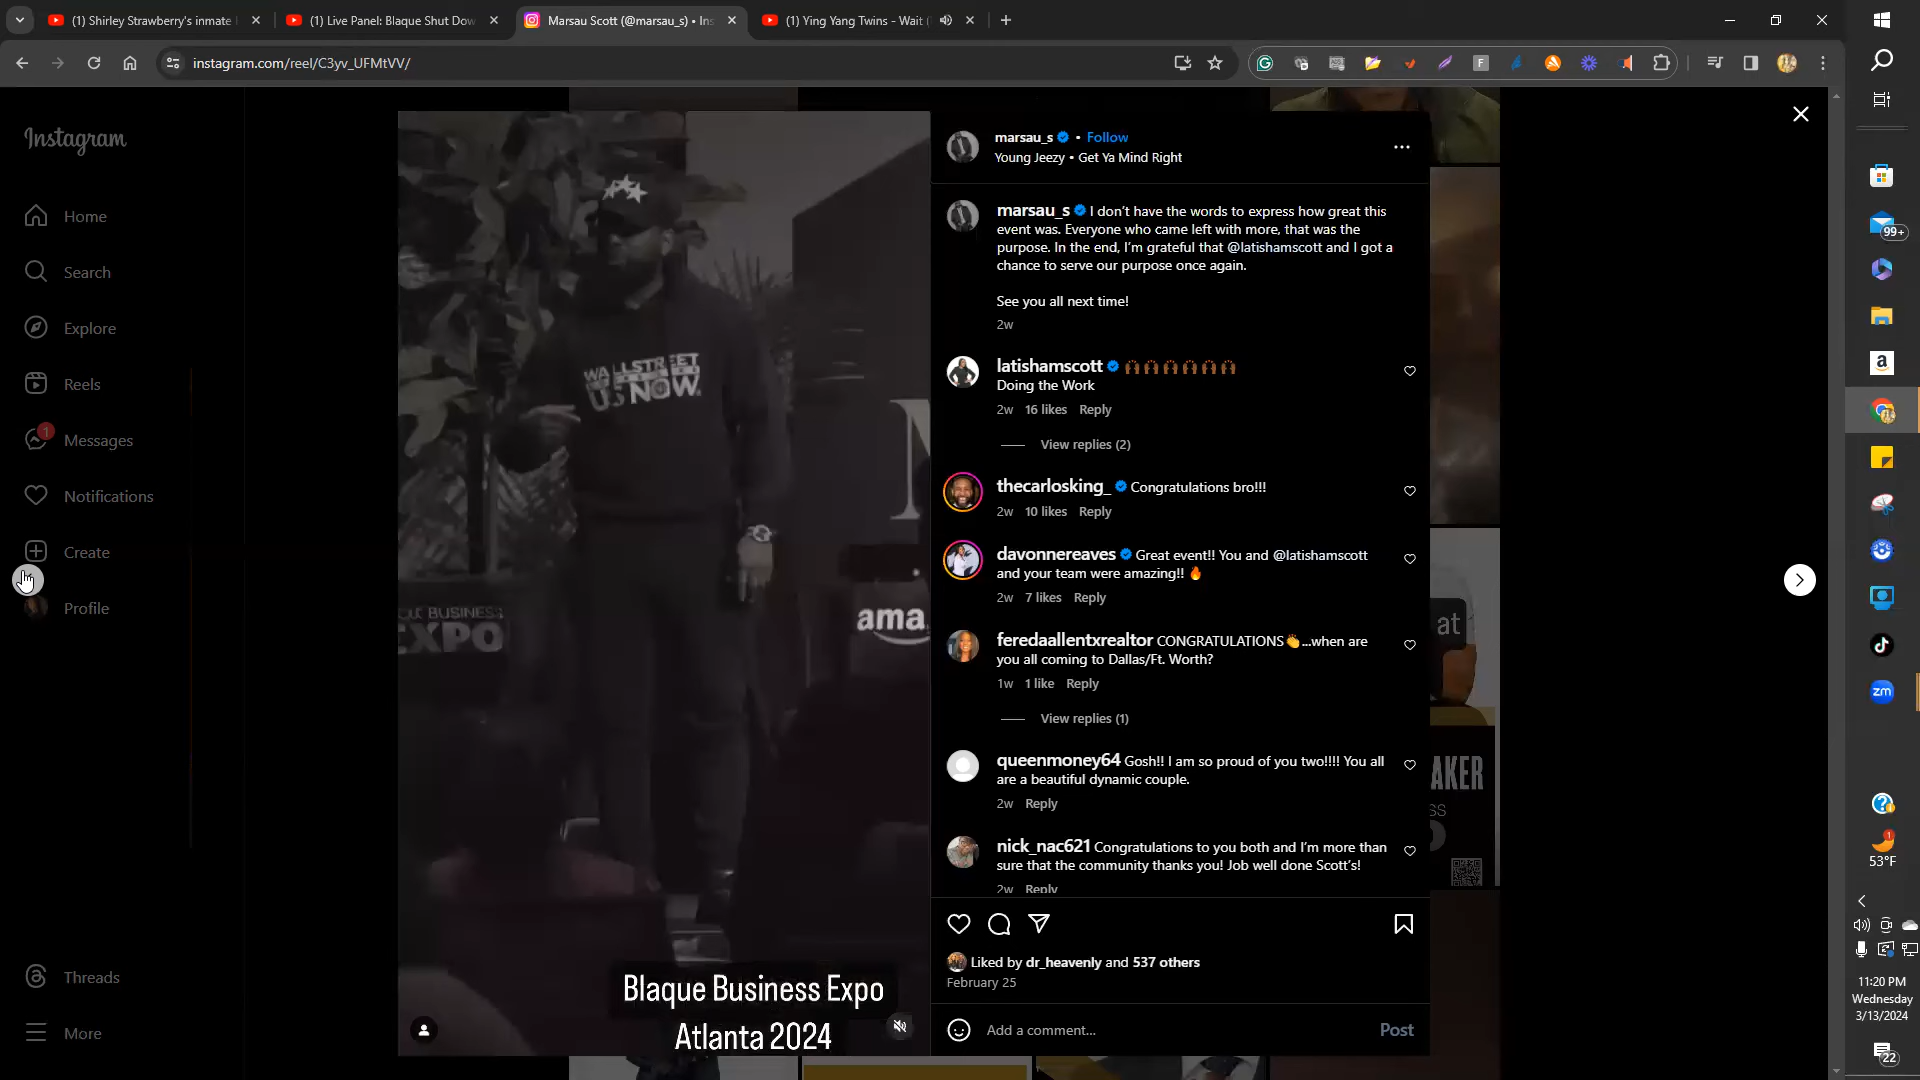 (1) Shirley Strawberry's inmate
(1) Live Panel: Blaque Shut Dow
Marsau Scott (@marsau_s) • Ins
(1) Ying Yang Twins - Wait (
instagram.com/reel/C3yv_UFMtVV/
Instagram
Home
Search
Explore
Reels
1
Messages
Notifications
Create
Profile
Threads
More
WALLSTREET
US NOW.
BUSINESS
EXPO
ama
Blaque Business Expo
Atlanta 2024
marsau_s • Follow
Young Jeezy • Get Ya Mind Right
marsau_s I don't have the words to express how great this
event was. Everyone who came left with more, that was the
purpose. In the end, I'm grateful that @latishamscott and I got a
chance to serve our purpose once again.
See you all next time!
2w
latishamscott 🙌🏾🙌🏾🙌🏾🙌🏾🙌🏾🙌🏾
Doing the Work
2w 16 likes Reply
View replies (2)
thecarlosking_ Congratulations bro!!!
2w 10 likes Reply
davonnereaves Great event!! You and @latishamscott
and your team were amazing!! 🔥
2w 7 likes Reply
feredaallentxrealtor CONGRATULATIONS👏...when are
you all coming to Dallas/Ft. Worth?
1w 1 like Reply
View replies (1)
queenmoney64 Gosh!! I am so proud of you two!!!! You all
are a beautiful dynamic couple.
2w Reply
nick_nac621 Congratulations to you both and I'm more than
sure that the community thanks you! Job well done Scott's!
2w Reply
Liked by dr_heavenly and 537 others
February 25
Add a comment...
Post
at
AKER
SS
99+
a
zm
1
53°F
11:20 PM
Wednesday
3/13/2024
22